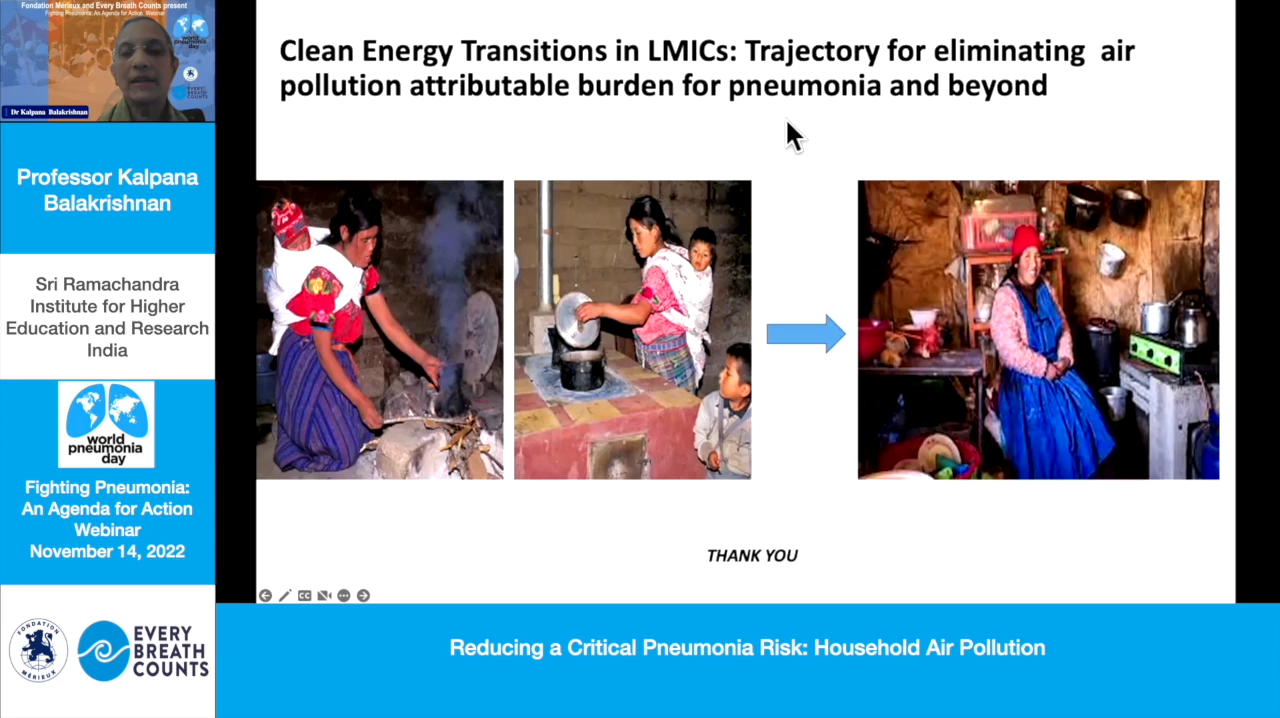 Fondation Mérieux and Every Breath Counts present
Fighting Pneumonia: An Agenda for Action Webinar
world
pneumonia
day
EVERY BREATH
COUNTS
Dr Kalpana Balakrishnan
Professor Kalpana
Balakrishnan
Sri Ramachandra
Institute for Higher
Education and Research
India
world
pneumonia
day
Fighting Pneumonia:
An Agenda for Action
Webinar
November 14, 2022
FONDATION
MÉRIEUX
EVERY
BREATH
COUNTS
Clean Energy Transitions in LMICs: Trajectory for eliminating air
pollution attributable burden for pneumonia and beyond
THANK YOU
CC
Reducing a Critical Pneumonia Risk: Household Air Pollution